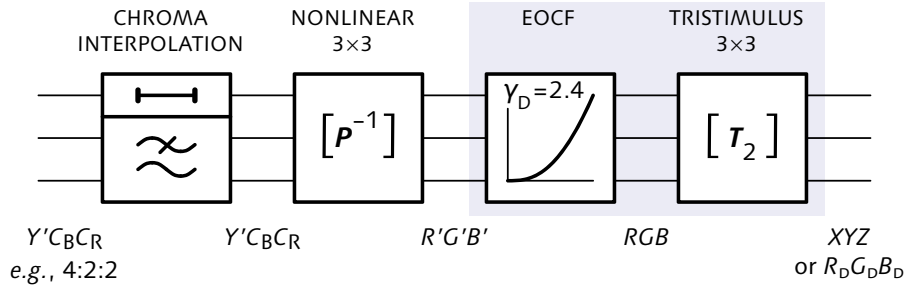 CHROMA
INTERPOLATION
NONLINEAR
3×3
EOCF
TRISTIMULUS
3×3
[P⁻¹]
γD=2.4
[T₂]
Y'CBCR
e.g., 4:2:2
Y'CBCR
R'G'B'
RGB
XYZ
or RDGDBD